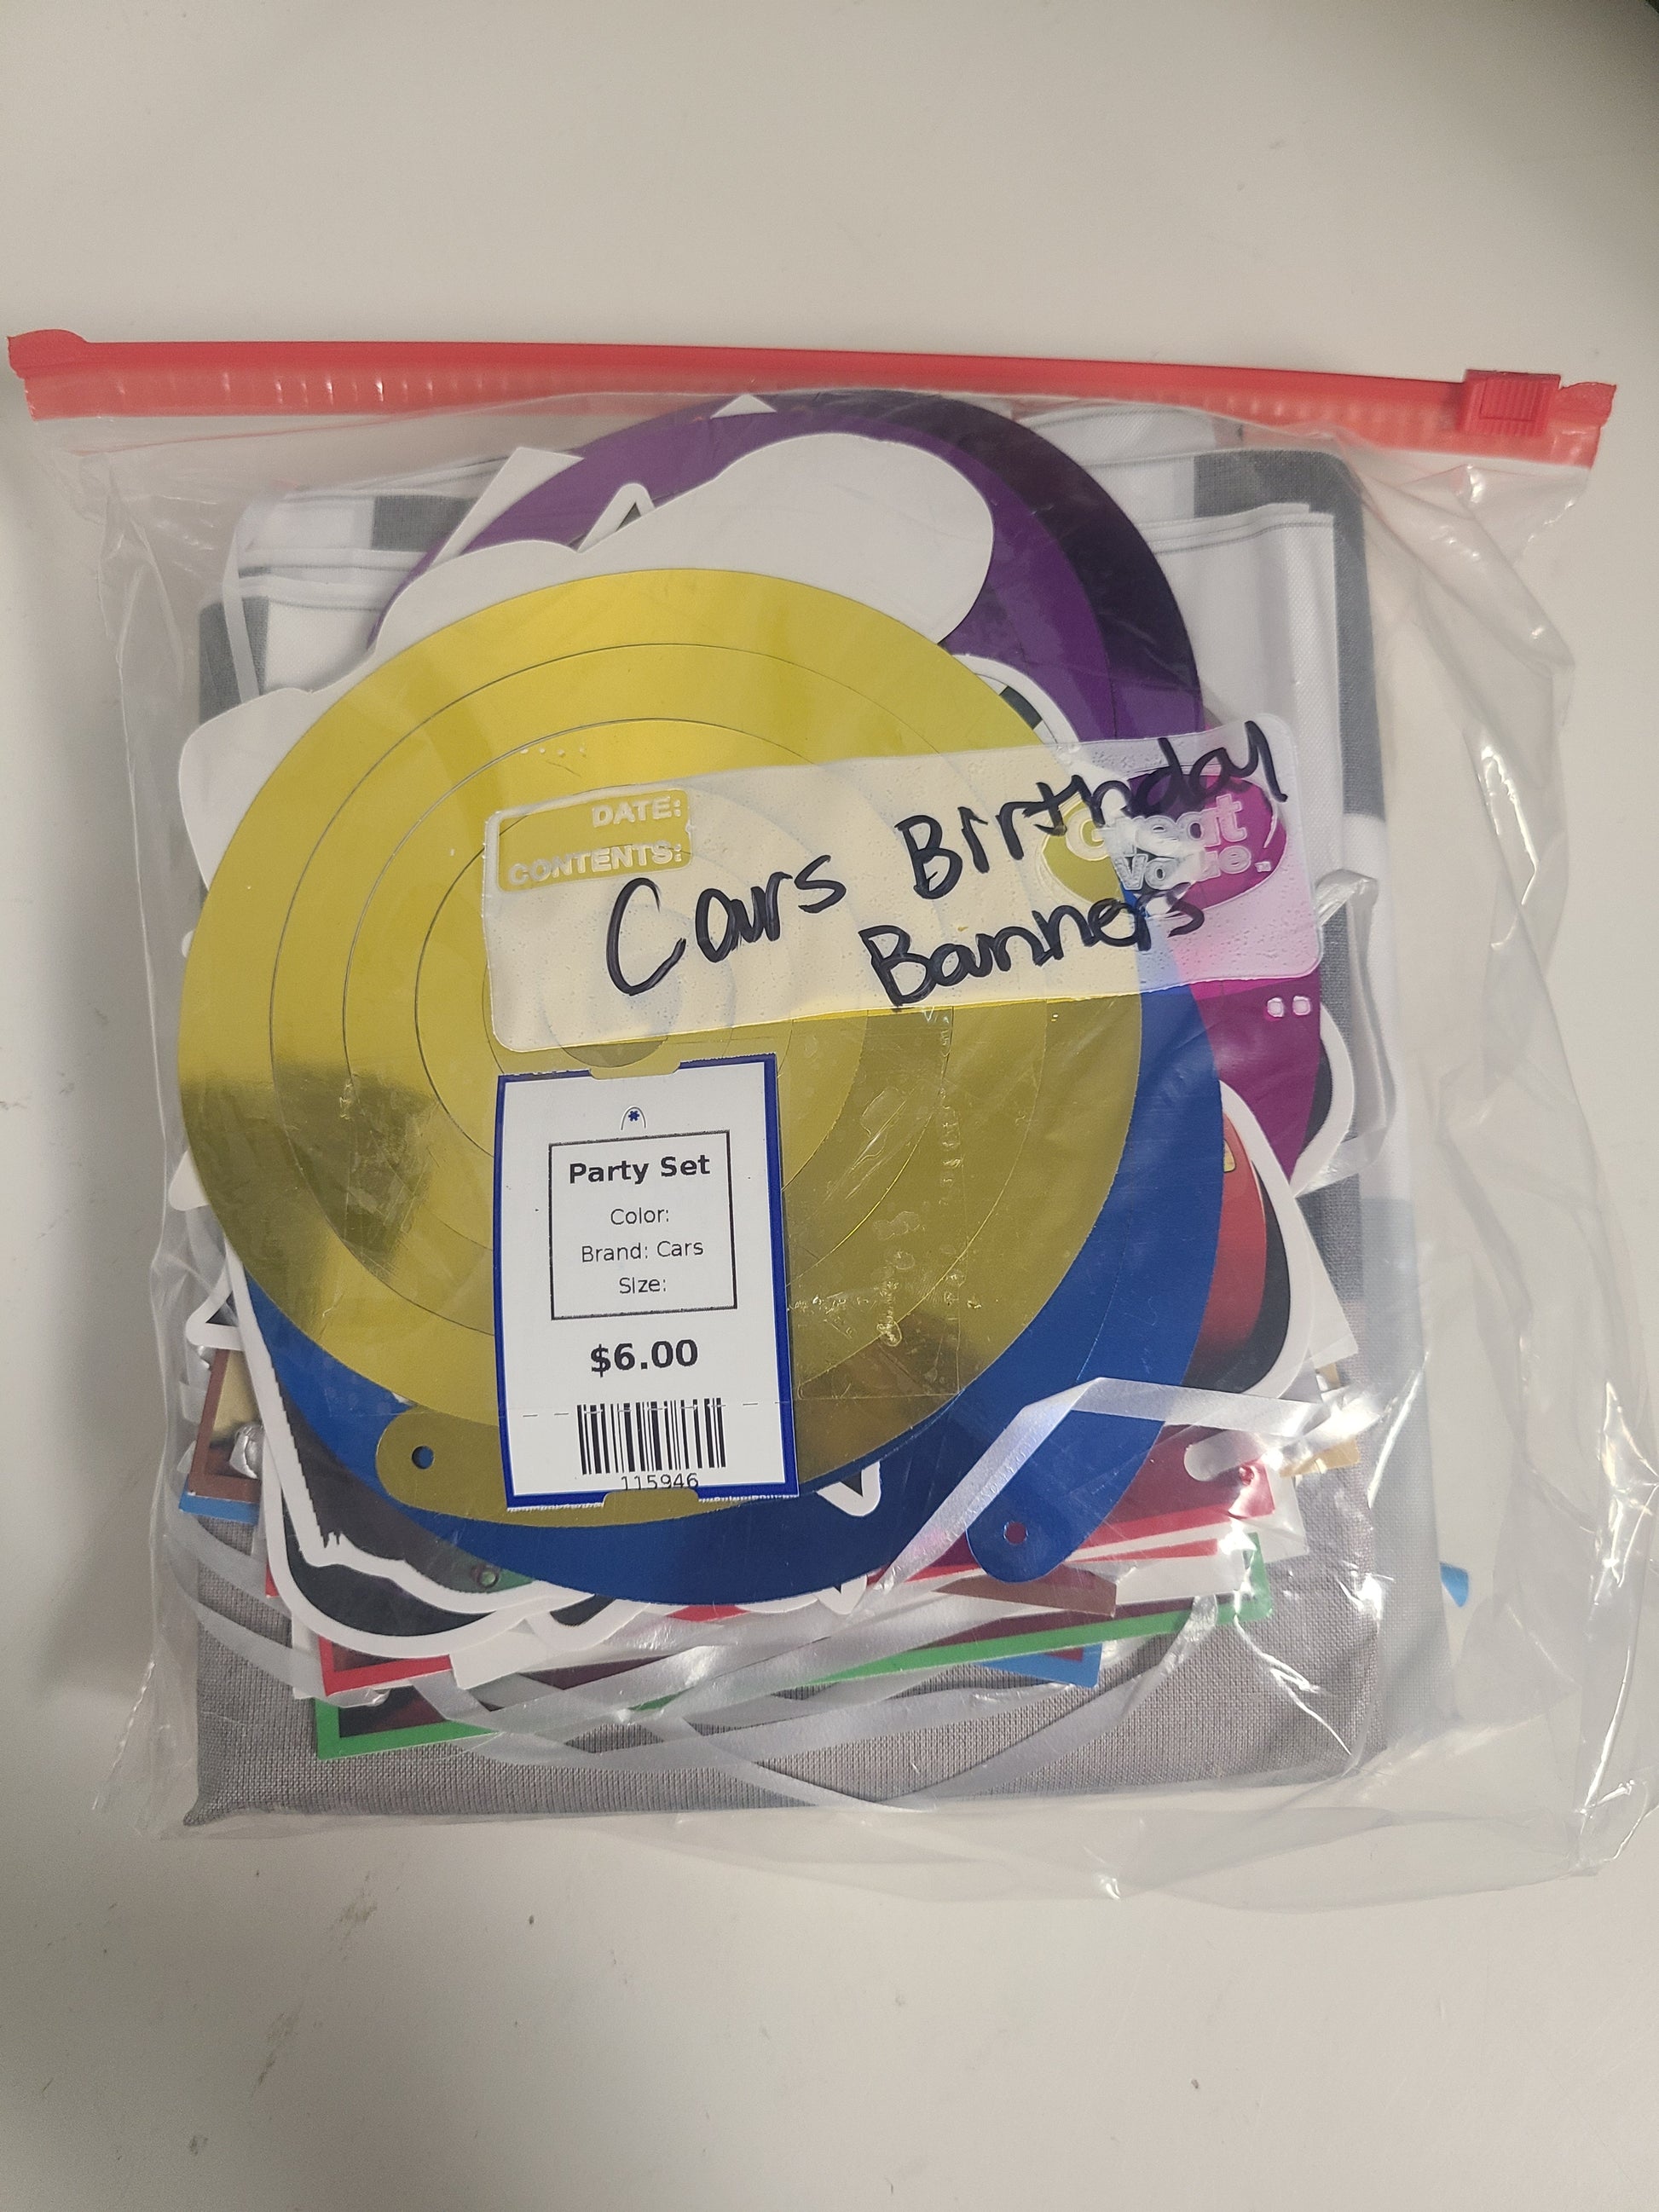 DATE:
CONTENTS:
Great
Value.
Cars Birthday
Banners
Party Set
Color:
Brand: Cars
SIze:
$6.00
115946